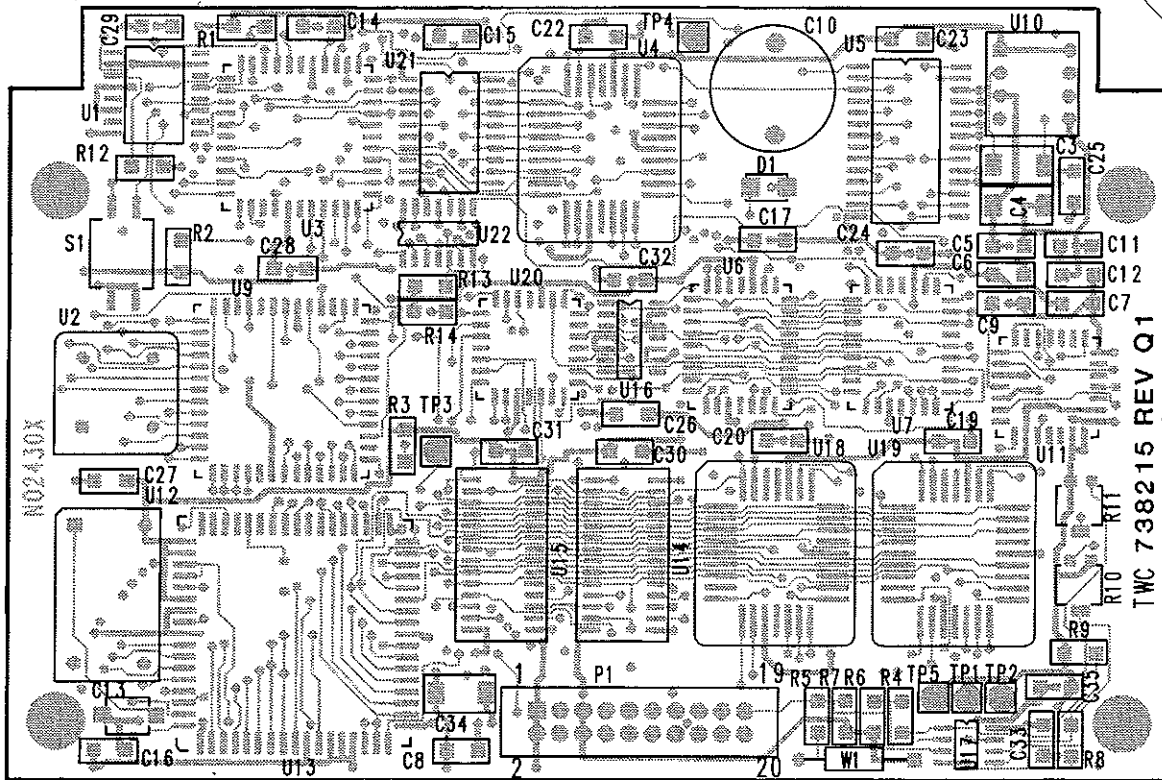 C29
R1
C14
C15
C22
TP4
C10
U5
C23
U10
U21
U4
U1
R12
C3
C25
D1
C4
S1
R2
U3
U22
C17
C24
C5
C11
C28
C32
C6
C12
U9
R13
U20
U6
C9
C7
U2
R14
U16
R3
TP3
C31
C26
C20
U18
U7
U19
C19
U11
C30
C27
U12
N02430X
R11
TWC 738215 REV Q1
U15
U14
R10
R9
1
P1
19
R5
R7
R6
R4
TP5
TP1
TP2
C35
C13
C34
C16
U13
C8
2
20
W1
U17
C33
R8